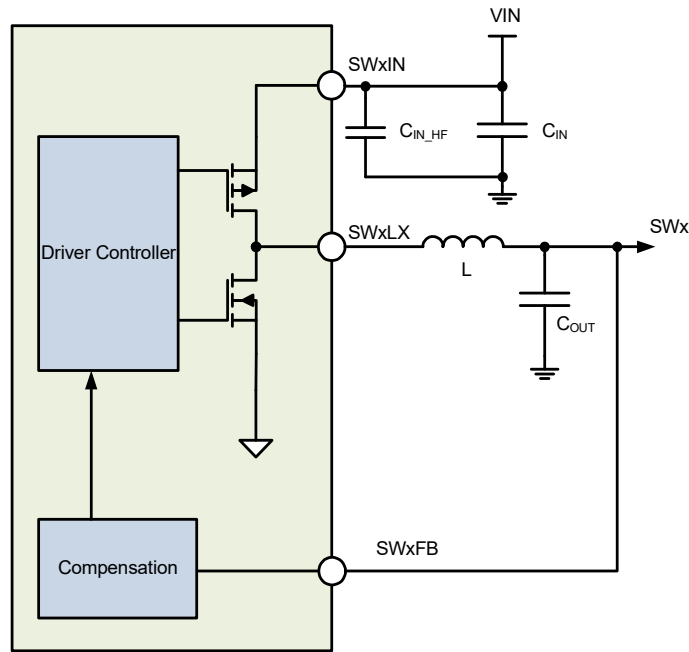 VIN
SWxIN
CIN_HF
CIN
Driver Controller
SWxLX
SWx
L
COUT
SWxFB
Compensation